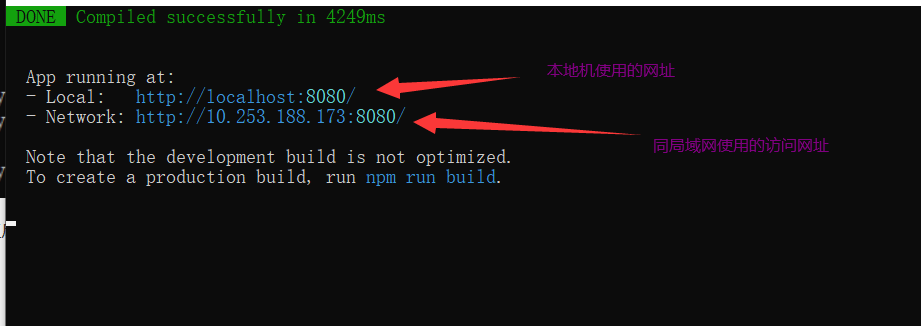 DONE Compiled successfully in 4249ms
App running at:
本地机使用的网址
- Local: http://localhost:8080/
- Network: http://10.253.188.173:8080/
同局域网使用的访问网址
Note that the development build is not optimized.
To create a production build, run npm run build.